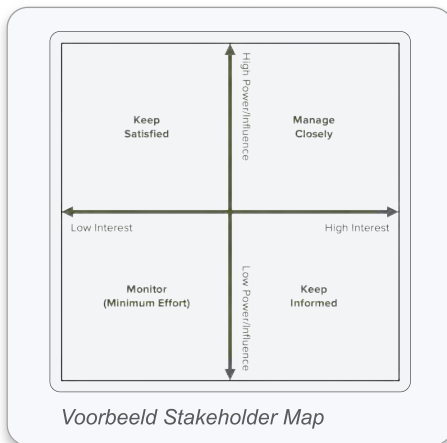 High Power/Influence
Keep
Satisfied
Manage
Closely
Low Interest
High Interest
Monitor
(Minimum Effort)
Low Power/Influence
Keep
Informed
Voorbeeld Stakeholder Map